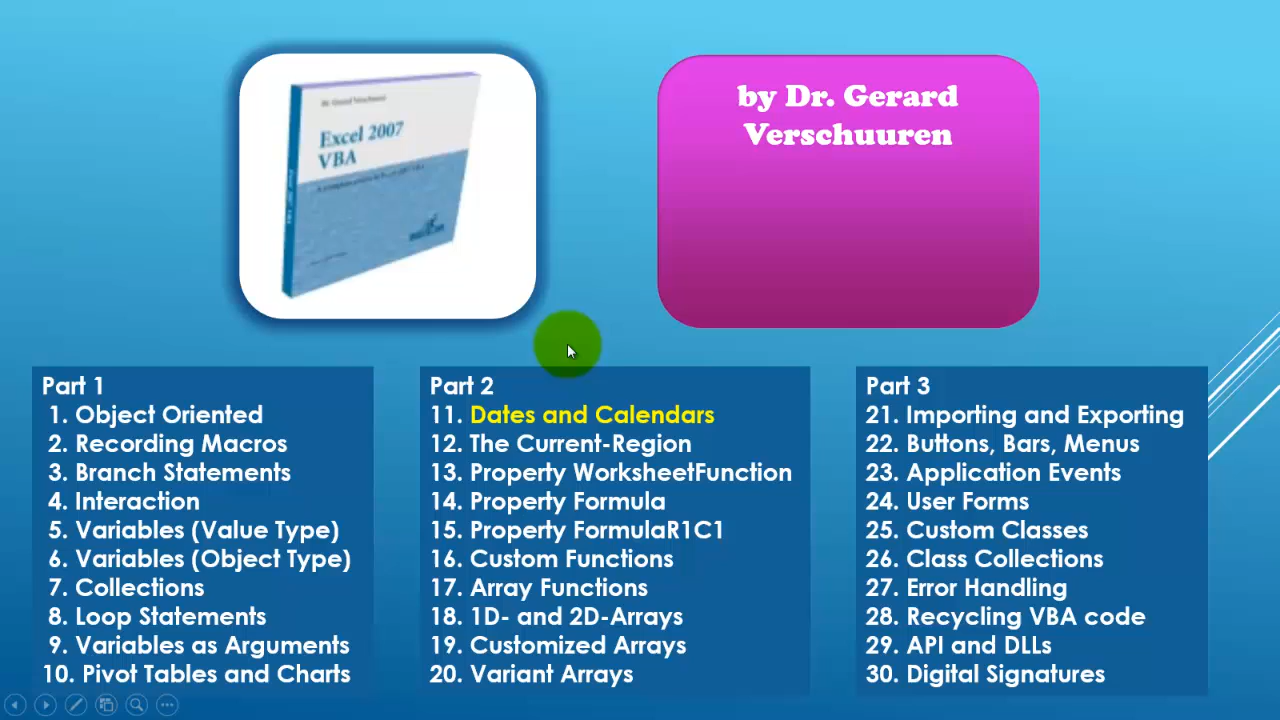 Excel 2007
VBA
by Dr. Gerard
Verschuuren
Part 1
1. Object Oriented
2. Recording Macros
3. Branch Statements
4. Interaction
5. Variables (Value Type)
6. Variables (Object Type)
7. Collections
8. Loop Statements
9. Variables as Arguments
10. Pivot Tables and Charts
Part 2
11. Dates and Calendars
12. The Current-Region
13. Property WorksheetFunction
14. Property Formula
15. Property FormulaR1C1
16. Custom Functions
17. Array Functions
18. 1D- and 2D-Arrays
19. Customized Arrays
20. Variant Arrays
Part 3
21. Importing and Exporting
22. Buttons, Bars, Menus
23. Application Events
24. User Forms
25. Custom Classes
26. Class Collections
27. Error Handling
28. Recycling VBA code
29. API and DLLs
30. Digital Signatures